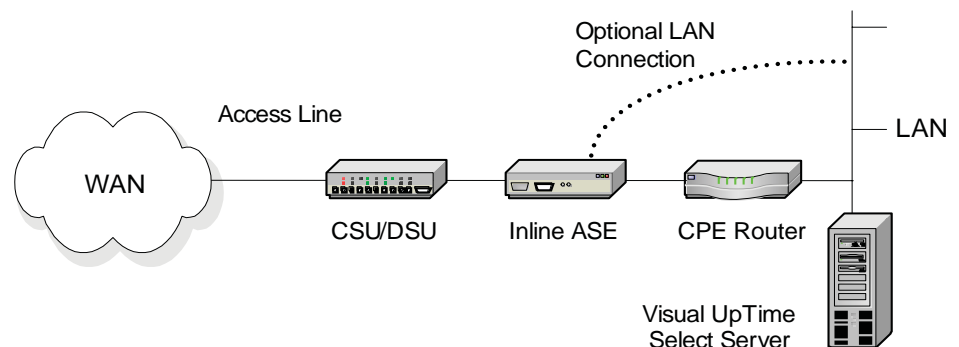 Optional LAN
Connection
Access Line
LAN
WAN
CSU/DSU
Inline ASE
CPE Router
Visual UpTime
Select Server